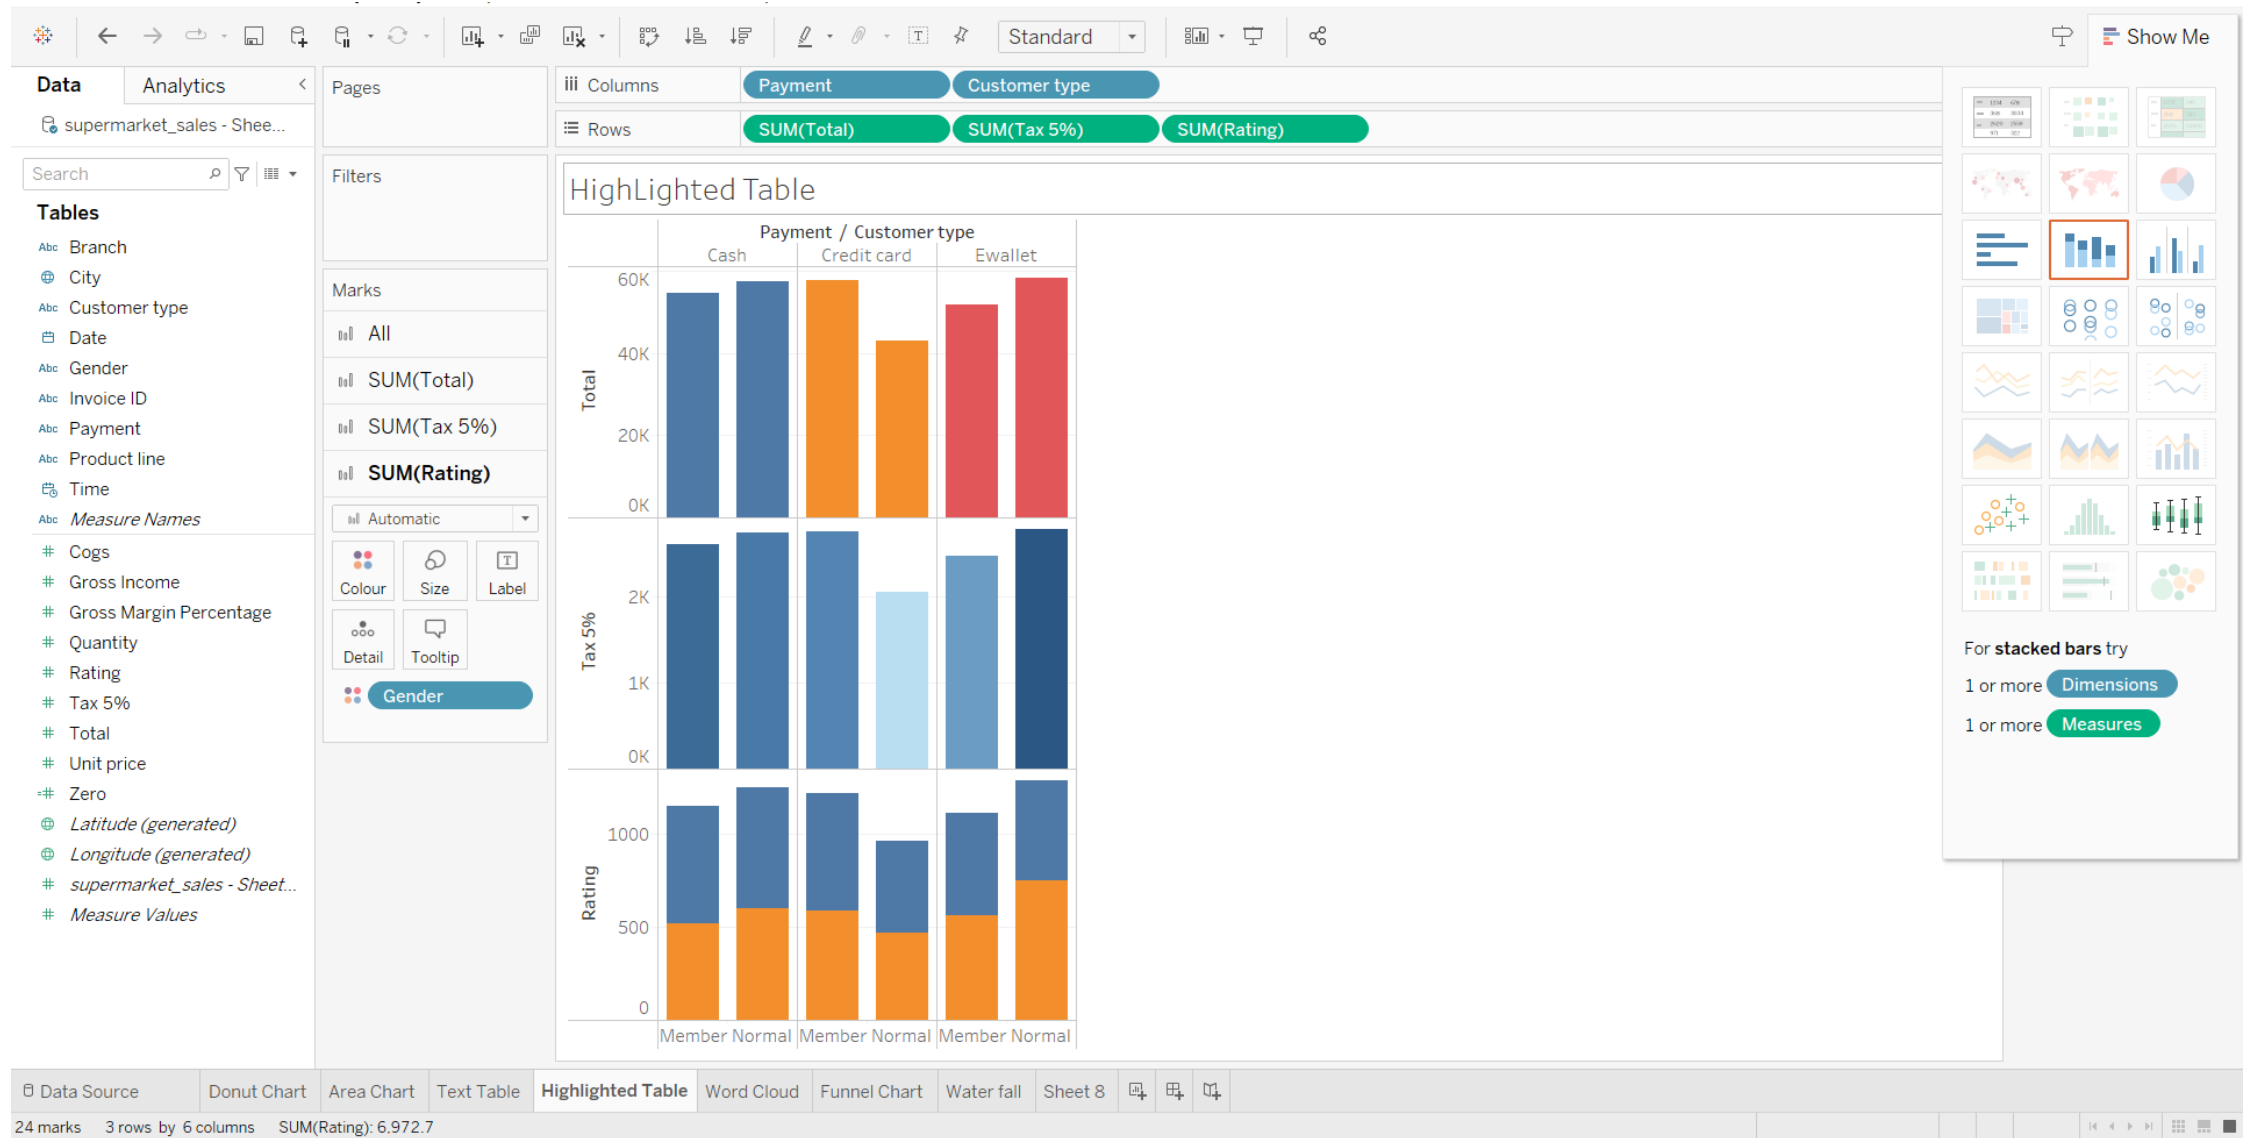 Standard
Show Me
Data
Analytics
Pages
Columns
Payment
Customer type
supermarket_sales - Shee...
Rows
SUM(Total)
SUM(Tax 5%)
SUM(Rating)
Search
Filters
HighLighted Table
Tables
Abc Branch
City
Abc Customer type
Date
Abc Gender
Abc Invoice ID
Abc Payment
Abc Product line
Time
Abc Measure Names
# Cogs
# Gross Income
# Gross Margin Percentage
# Quantity
# Rating
# Tax 5%
# Total
# Unit price
=# Zero
Latitude (generated)
Longitude (generated)
# supermarket_sales - Sheet...
# Measure Values
Marks
All
SUM(Total)
SUM(Tax 5%)
SUM(Rating)
Automatic
Colour
Size
T
Label
Detail
Tooltip
Gender
Payment / Customer type
Cash
Credit card
Ewallet
60K
40K
20K
0K
Total
2K
1K
0K
Tax 5%
1000
500
0
Rating
Member Normal Member Normal Member Normal
For stacked bars try
1 or more Dimensions
1 or more Measures
Data Source
Donut Chart
Area Chart
Text Table
Highlighted Table
Word Cloud
Funnel Chart
Water fall
Sheet 8
24 marks 3 rows by 6 columns SUM(Rating): 6,972.7